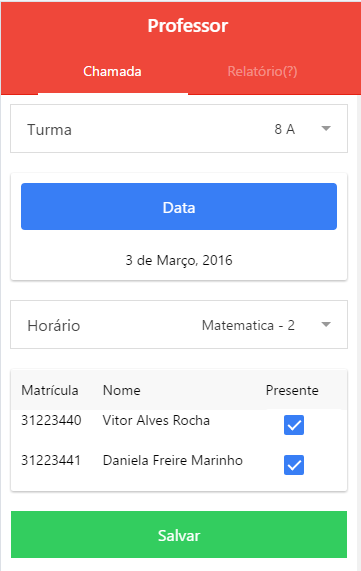 Professor
Chamada Relatório(?)
Turma 8 A
Data
3 de Março, 2016
Horário Matematica - 2
Matrícula Nome Presente
31223440 Vitor Alves Rocha
31223441 Daniela Freire Marinho
Salvar